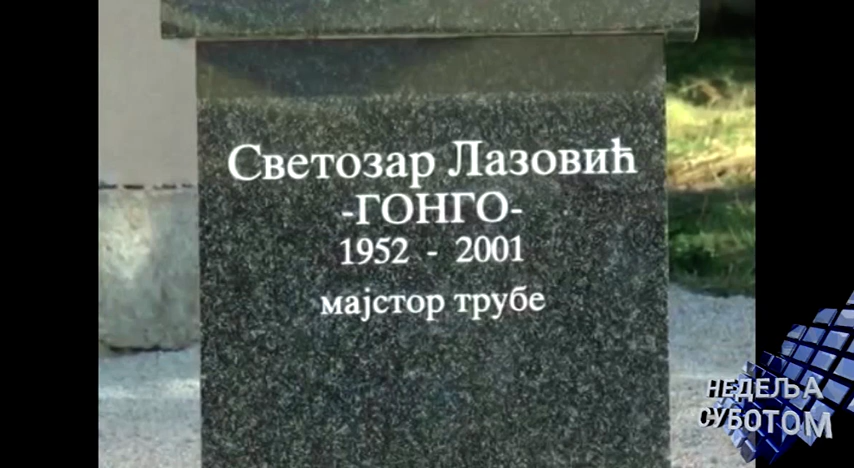 Светозар Лазовић
-ГОНГО-
1952 - 2001
мајстор трубе
НЕДЕЉА
СУБОТОМ